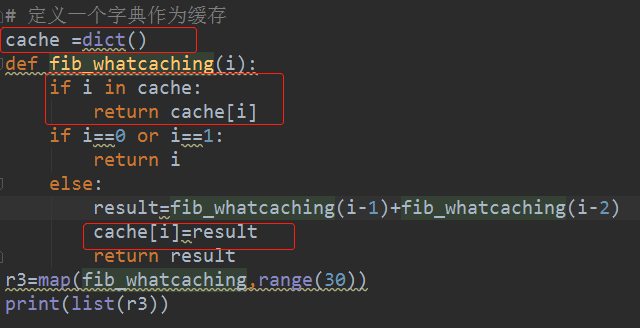 # 定义一个字典作为缓存
cache =dict()
def fib_whatcaching(i):
    if i in cache:
        return cache[i]
    if i==0 or i==1:
        return i
    else:
        result=fib_whatcaching(i-1)+fib_whatcaching(i-2)
        cache[i]=result
        return result
r3=map(fib_whatcaching,range(30))
print(list(r3))